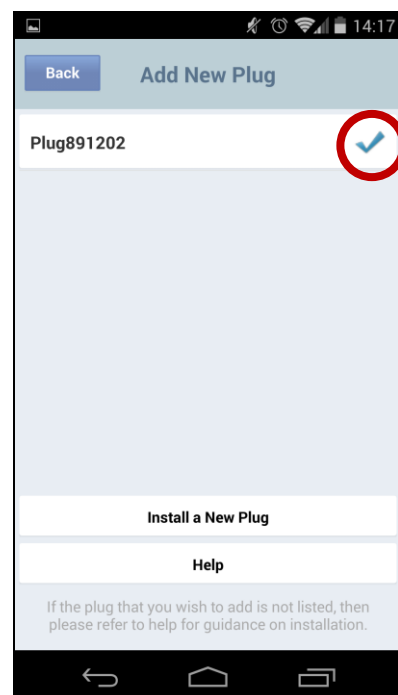 14:17
Back
Add New Plug
Plug891202
Install a New Plug
Help
If the plug that you wish to add is not listed, then
please refer to help for guidance on installation.